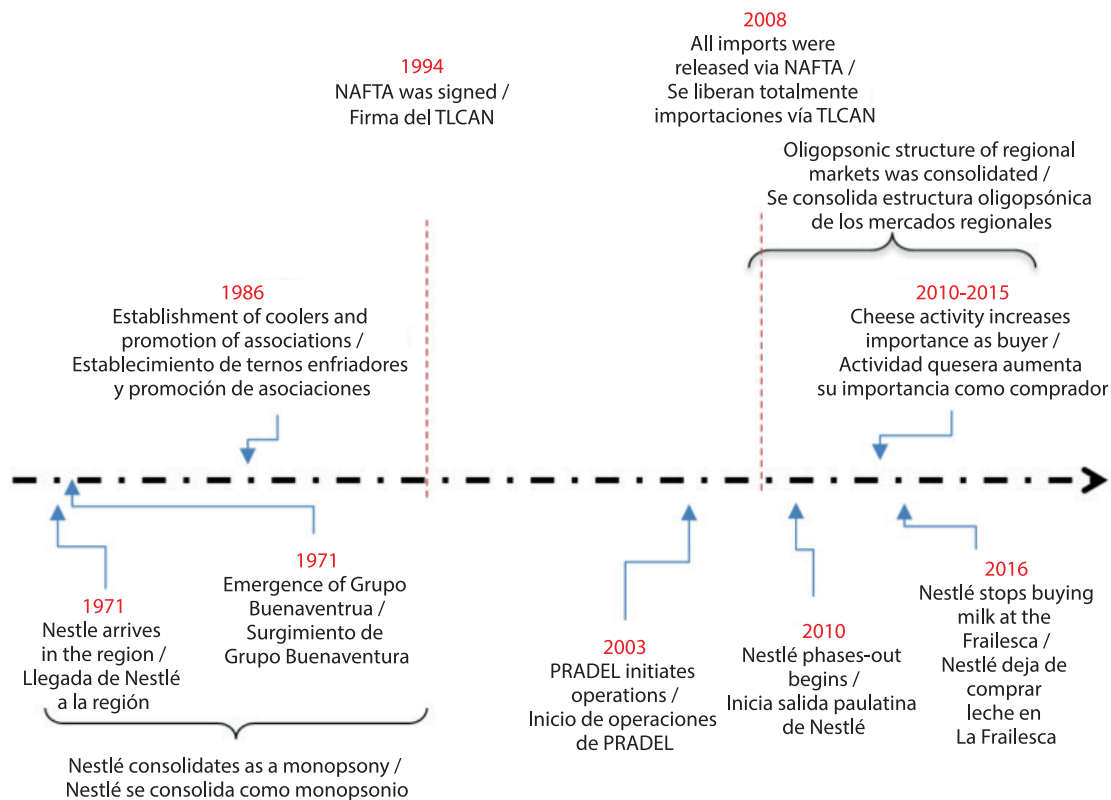 2008
All imports were
released via NAFTA /
Se liberan totalmente
importaciones vía TLCAN
1994
NAFTA was signed /
Firma del TLCAN
Oligopsonic structure of regional
markets was consolidated /
Se consolida estructura oligopsónica
de los mercados regionales
1986
Establishment of coolers and
promotion of associations /
Establecimiento de ternos enfriadores
y promoción de asociaciones
2010-2015
Cheese activity increases
importance as buyer /
Actividad quesera aumenta
su importancia como comprador
1971
Nestle arrives
in the region /
Llegada de Nestlé
a la región
1971
Emergence of Grupo
Buenaventrua /
Surgimiento de
Grupo Buenaventura
2003
PRADEL initiates
operations /
Inicio de operaciones
de PRADEL
2010
Nestlé phases-out
begins /
Inicia salida paulatina
de Nestlé
2016
Nestlé stops buying
milk at the
Frailesca /
Nestlé deja de
comprar
leche en
La Frailesca
Nestlé consolidates as a monopsony /
Nestlé se consolida como monopsonio